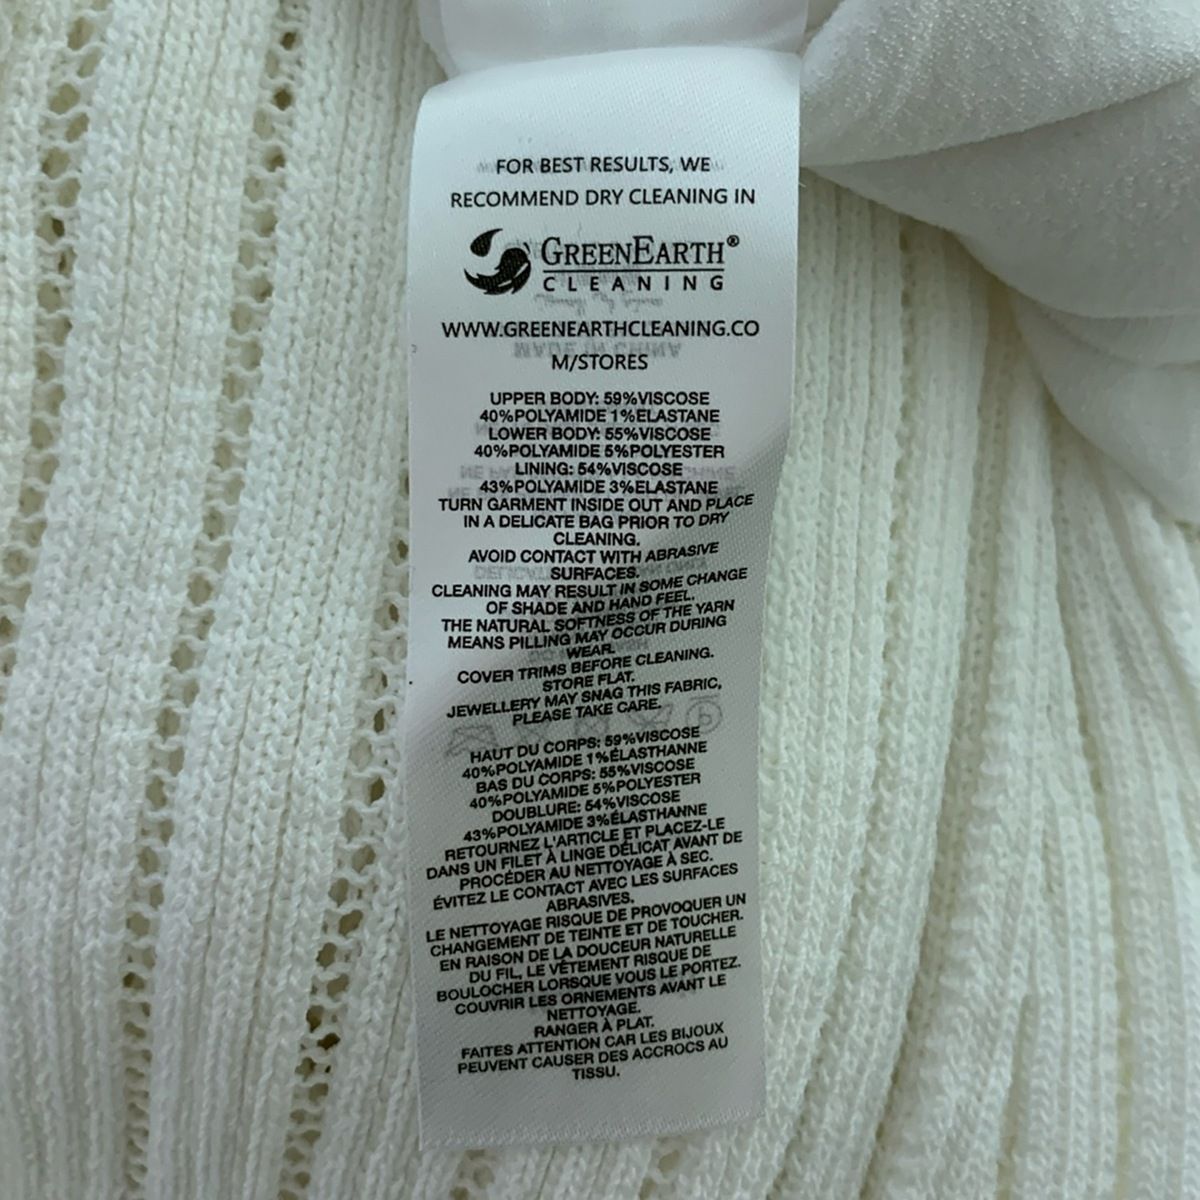 FOR BEST RESULTS, WE
RECOMMEND DRY CLEANING IN
GREENEARTH®
CLEANING
WWW.GREENEARTHCLEANING.CO
M/STORES
UPPER BODY: 59%VISCOSE
40%POLYAMIDE 1%ELASTANE
LOWER BODY: 55%VISCOSE
40%POLYAMIDE 5%POLYESTER
LINING: 54%VISCOSE
43%POLYAMIDE 3%ELASTANE
TURN GARMENT INSIDE OUT AND PLACE
IN A DELICATE BAG PRIOR TO DRY
CLEANING.
AVOID CONTACT WITH ABRASIVE
SURFACES.
CLEANING MAY RESULT IN SOME CHANGE
OF SHADE AND HAND FEEL.
THE NATURAL SOFTNESS OF THE YARN
MEANS PILLING MAY OCCUR DURING
WEAR.
COVER TRIMS BEFORE CLEANING.
STORE FLAT.
JEWELLERY MAY SNAG THIS FABRIC,
PLEASE TAKE CARE.
HAUT DU CORPS: 59%VISCOSE
40%POLYAMIDE 1%ÉLASTHANNE
BAS DU CORPS: 55%VISCOSE
40%POLYAMIDE 5%POLYESTER
DOUBLURE: 54%VISCOSE
43%POLYAMIDE 3%ÉLASTHANNE
RETOURNEZ L'ARTICLE ET PLACEZ-LE
DANS UN FILET À LINGE DÉLICAT AVANT DE
PROCÉDER AU NETTOYAGE À SEC.
ÉVITEZ LE CONTACT AVEC LES SURFACES
ABRASIVES.
LE NETTOYAGE RISQUE DE PROVOQUER UN
CHANGEMENT DE TEINTE ET DE TOUCHER.
EN RAISON DE LA DOUCEUR NATURELLE
DU FIL, LE VÊTEMENT RISQUE DE
BOULOCHER LORSQUE VOUS LE PORTEZ.
COUVRIR LES ORNEMENTS AVANT LE
NETTOYAGE.
RANGER À PLAT.
FAITES ATTENTION CAR LES BIJOUX
PEUVENT CAUSER DES ACCROCS AU
TISSU.